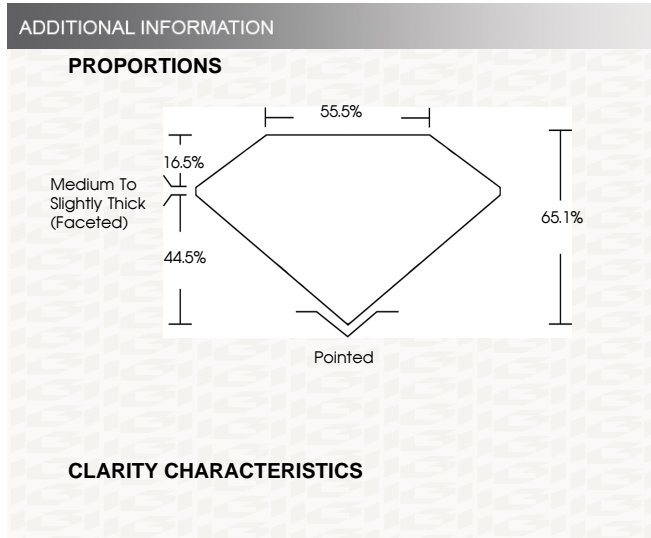 ADDITIONAL INFORMATION
PROPORTIONS
55.5%
16.5%
Medium To
Slightly Thick
(Faceted)
65.1%
44.5%
Pointed
CLARITY CHARACTERISTICS